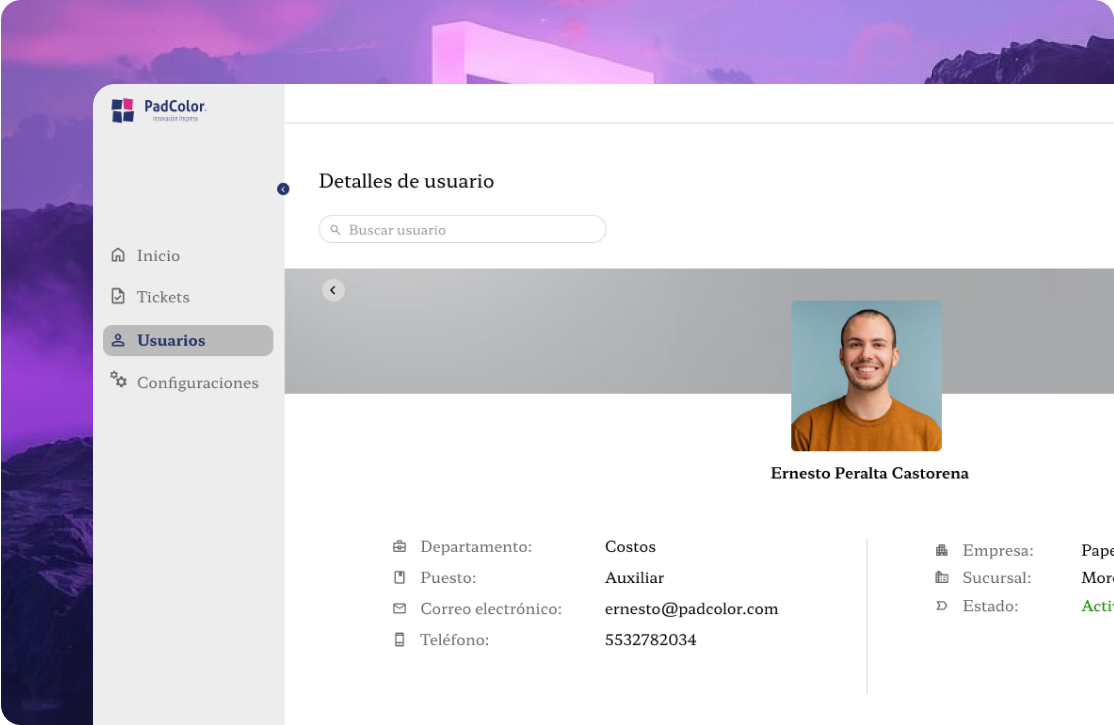 PadColor
Innovación Impresa
Detalles de usuario
Buscar usuario
Inicio
Tickets
Usuarios
Configuraciones
Ernesto Peralta Castorena
Departamento: Costos
Puesto: Auxiliar
Correo electrónico: ernesto@padcolor.com
Teléfono: 5532782034
Empresa: Pape
Sucursal: More
Estado: Activ